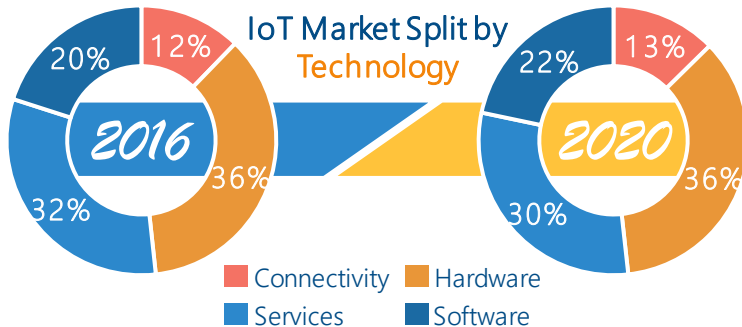 IoT Market Split by
Technology
20%
12%
2016
36%
32%
22%
13%
2020
36%
30%
Connectivity
Hardware
Services
Software